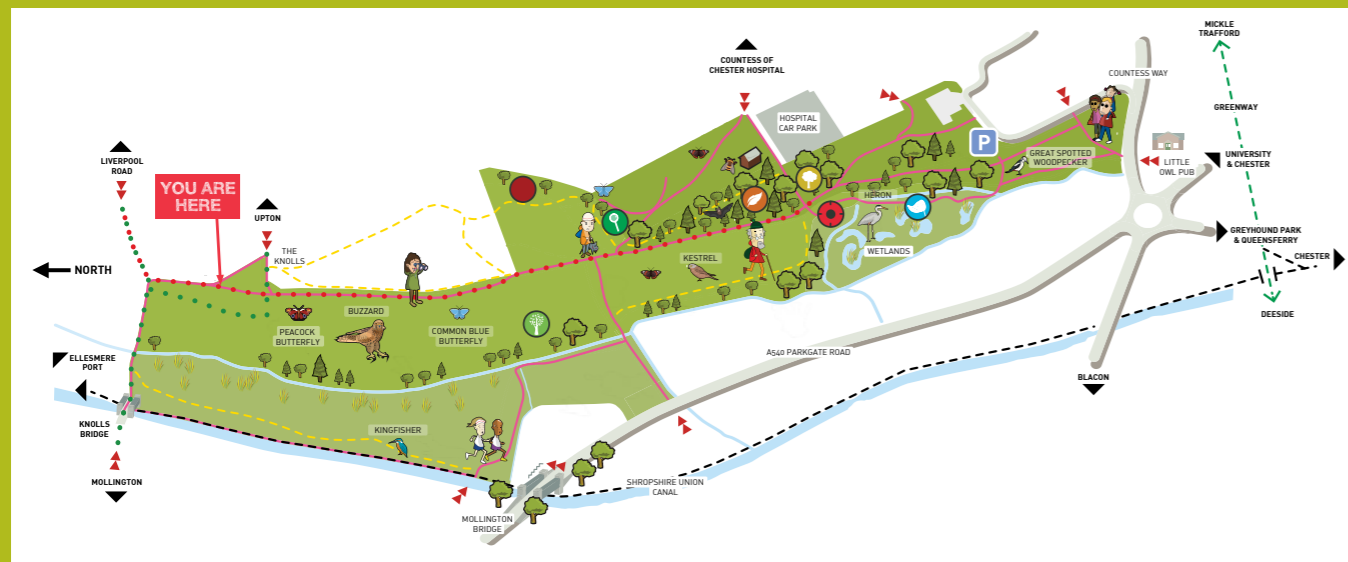 MICKLE
TRAFFORD
COUNTESS OF
CHESTER HOSPITAL
COUNTESS WAY
GREENWAY
HOSPITAL
CAR PARK
P
LIVERPOOL
ROAD
YOU ARE
HERE
UPTON
GREAT SPOTTED
WOODPECKER
LITTLE
OWL PUB
UNIVERSITY
& CHESTER
HERON
THE
KNOLLS
NORTH
KESTREL
WETLANDS
GREYHOUND PARK
& QUEENSFERRY
CHESTER
BUZZARD
PEACOCK
BUTTERFLY
COMMON BLUE
BUTTERFLY
DEESIDE
ELLESMERE
PORT
A540 PARKGATE ROAD
BLACON
KNOLLS
BRIDGE
KINGFISHER
MOLLINGTON
SHROPSHIRE UNION
CANAL
MOLLINGTON
BRIDGE